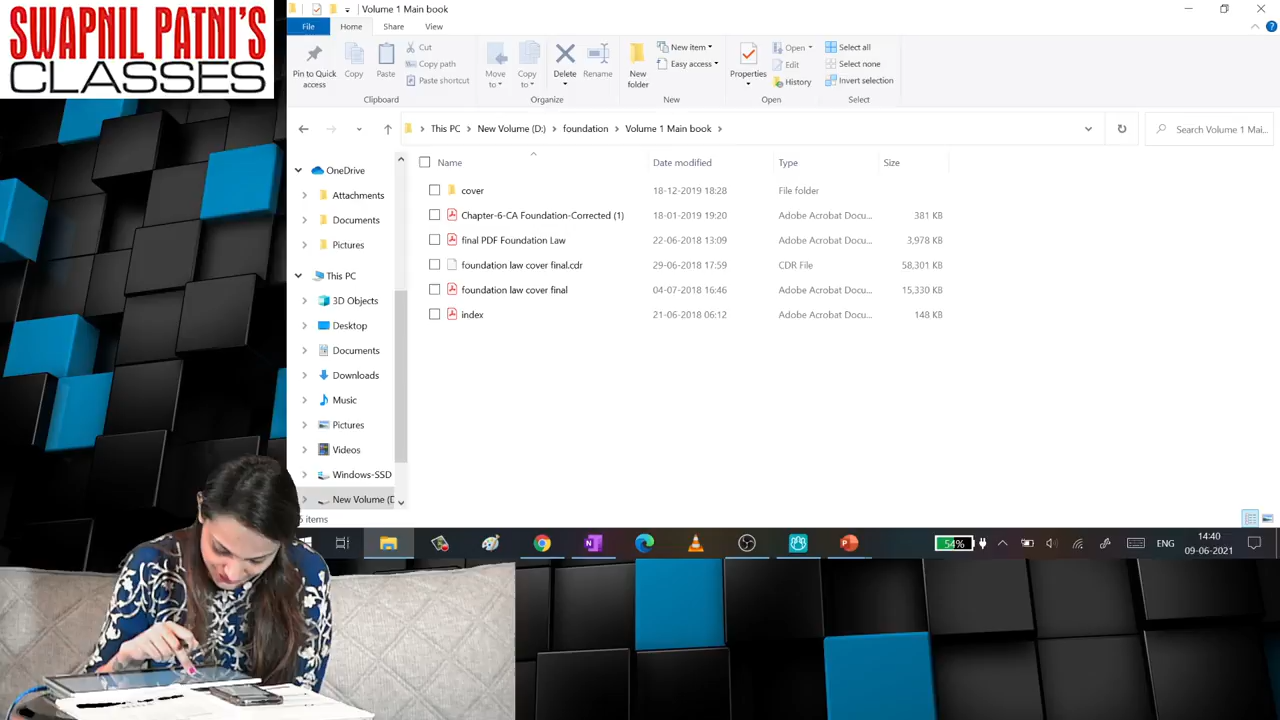 SWAPNIL PATNI'S
CLASSES
Volume 1 Main book
File
Home
Share
View
Pin to Quick access
Copy
Paste
Cut
Copy path
Paste shortcut
Clipboard
Move to
Copy to
Delete
Rename
Organize
New folder
New item
Easy access
New
Properties
Open
Edit
History
Open
Select all
Select none
Invert selection
Select
This PC > New Volume (D:) > foundation > Volume 1 Main book >
Search Volume 1 Mai...
OneDrive
Attachments
Documents
Pictures
This PC
3D Objects
Desktop
Documents
Downloads
Music
Pictures
Videos
Windows-SSD
New Volume (D
Name Date modified Type Size
cover 18-12-2019 18:28 File folder
Chapter-6-CA Foundation-Corrected (1) 18-01-2019 19:20 Adobe Acrobat Docu... 381 KB
final PDF Foundation Law 22-06-2018 13:09 Adobe Acrobat Docu... 3,978 KB
foundation law cover final.cdr 29-06-2018 17:59 CDR File 58,301 KB
foundation law cover final 04-07-2018 16:46 Adobe Acrobat Docu... 15,330 KB
index 21-06-2018 06:12 Adobe Acrobat Docu... 148 KB
items
54%
ENG
14:40
09-06-2021